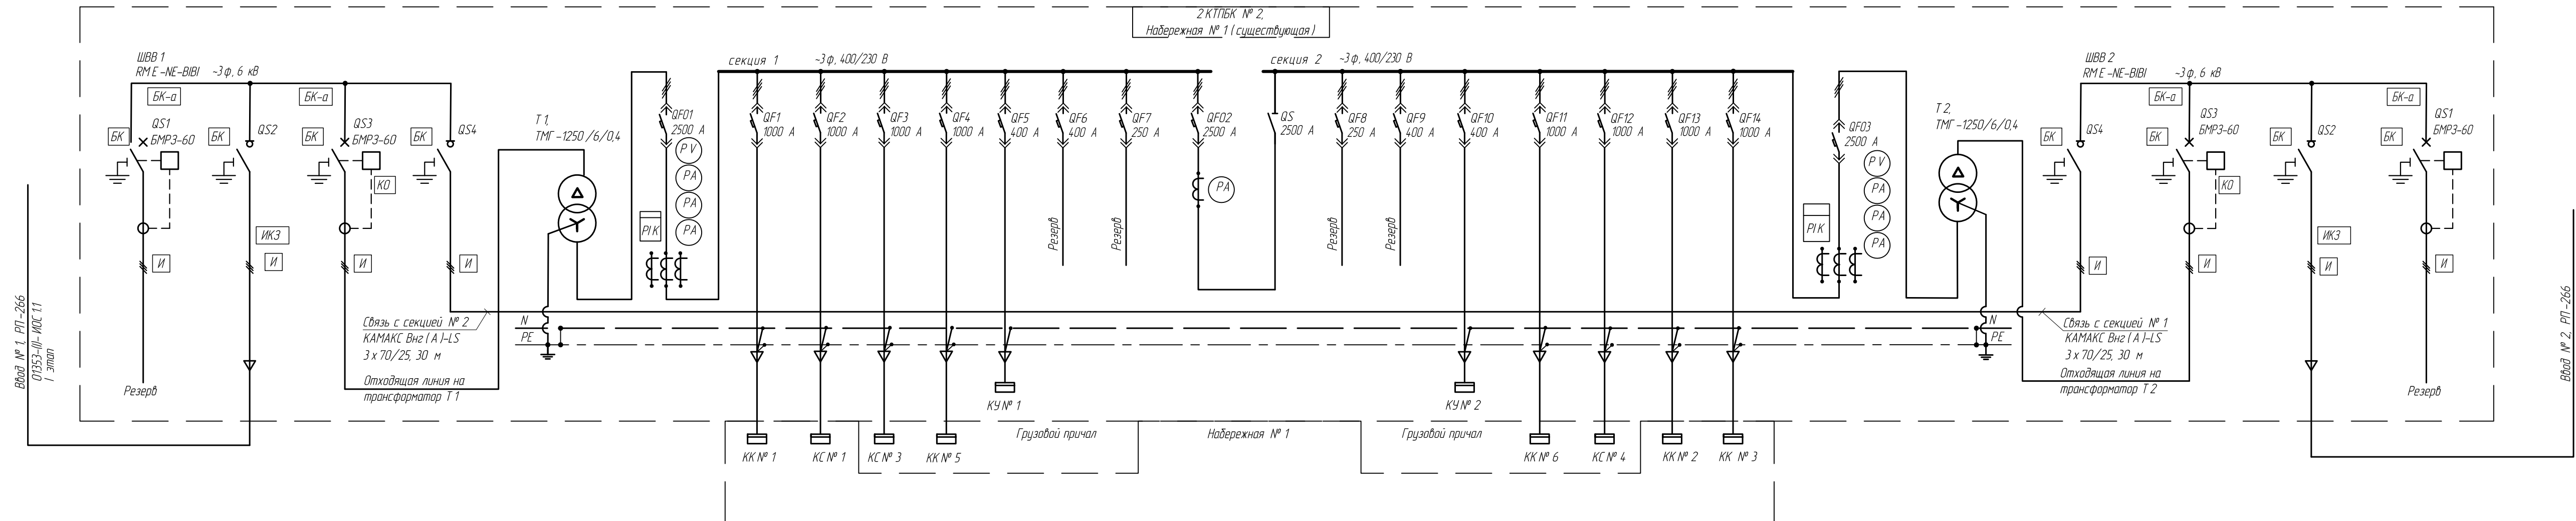 2 КТПБК № 2,
Набережная № 1 (существующая)
ШВВ 1
RM E -NE-BIBI ~3 ф, 6 кВ
БК-а
БК-а
QS1
БМРЗ-60
БК
QS2
БК
QS3
БМРЗ-60
БК
КО
QS4
БК
ИКЗ
И
И
И
И
Ввод № 1, РП-266
01353-III- ИОС 1.1
I этап
Резерв
Связь с секцией № 2
КАМАКС Внг ( А )-LS
3 х 70/25, 30 м
Отходящая линия на
трансформатор Т 1
Т 1,
ТМГ -1250 /6 /0,4
N
PE
QF01
2500 А
PV
PA
PA
PA
PIK
секция 1 ~3 ф, 400/230 В
QF1
1000 А
QF2
1000 А
QF3
1000 А
QF4
1000 А
QF5
400 А
QF6
400 А
QF7
250 А
QF02
2500 А
Резерв
Резерв
PA
секция 2 ~3 ф, 400/230 В
QS
2500 А
QF8
250 А
QF9
400 А
QF10
400 А
QF11
1000 А
QF12
1000 А
QF13
1000 А
QF14
1000 А
Резерв
Резерв
QF03
2500 А
PV
PA
PA
PA
PIK
Т 2,
ТМГ -1250/6/0,4
ШВВ 2
RM E -NE-BIBI ~3 ф, 6 кВ
БК-а
БК-а
БК
QS4
БК
QS3
БМРЗ-60
КО
БК
QS2
БК
QS1
БМРЗ-60
ИКЗ
И
И
И
И
N
PE
Связь с секцией № 1
КАМАКС Внг ( А )-LS
3 х 70/25, 30 м
Отходящая линия на
трансформатор Т 2
Резерв
Ввод № 2, РП-266
КУ № 1
КУ № 2
Грузовой причал
Набережная № 1
Грузовой причал
КК № 1
КС № 1
КС № 3
КК № 5
КК № 6
КС № 4
КК № 2
КК № 3